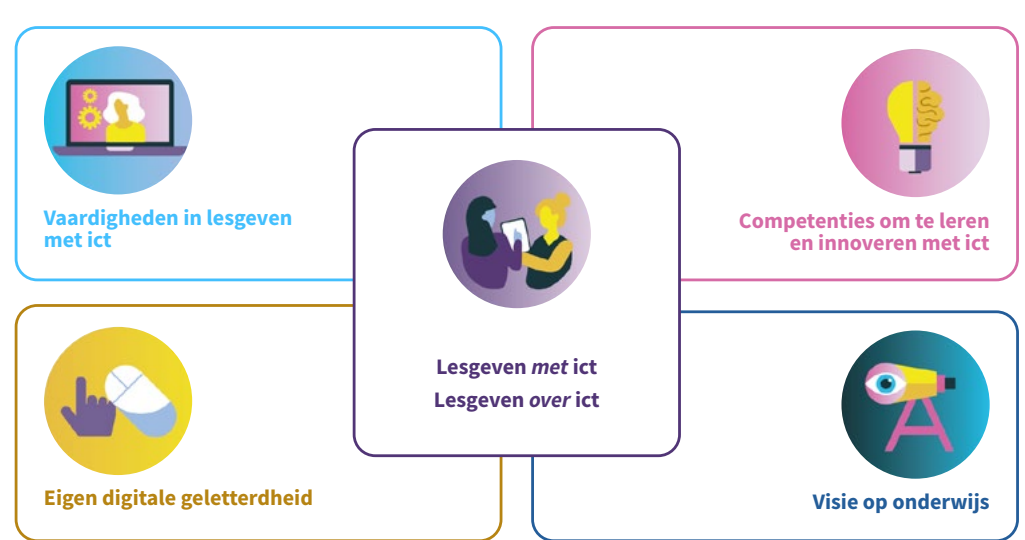 Vaardigheden in lesgeven
met ict
Competenties om te leren
en innoveren met ict
Lesgeven met ict
Lesgeven over ict
Eigen digitale geletterdheid
Visie op onderwijs